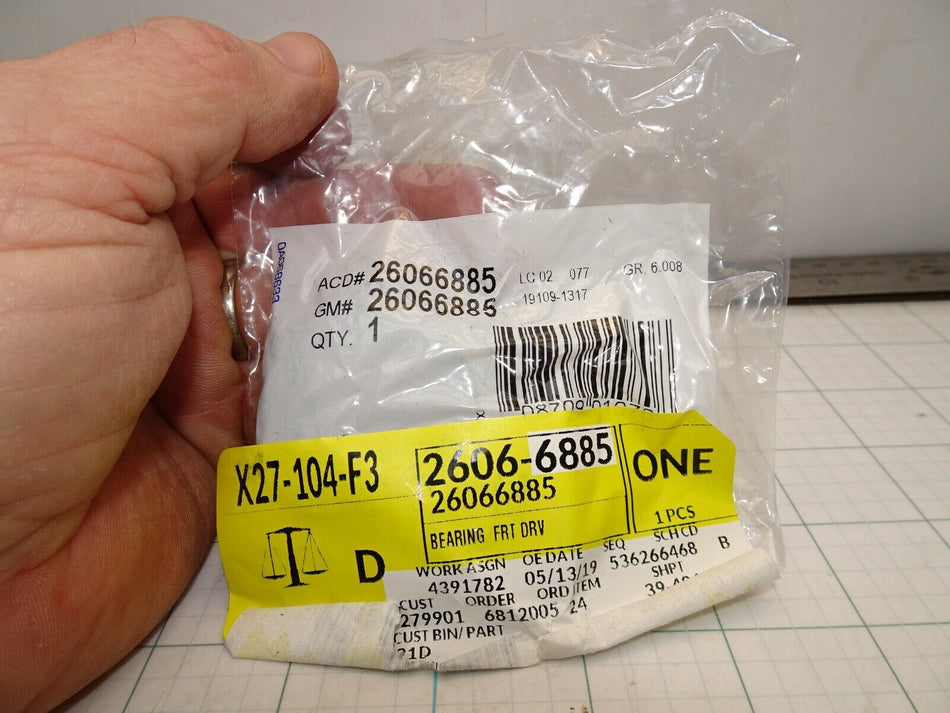 ACD# 26066885 LC 02 077 GR. 6.008
GM# 26066885 19109-1317
QTY. 1
X27-104-F3
2606-6885
26066885
ONE
BEARING FRT DRV
1 PCS
D
WORK ASGN OE DATE SEQ SCH CD
4391782 05/13/19 536266468 B
CUST ORDER ORD ITEM SHPT
279901 6812005 24
CUST BIN/ PART
21D